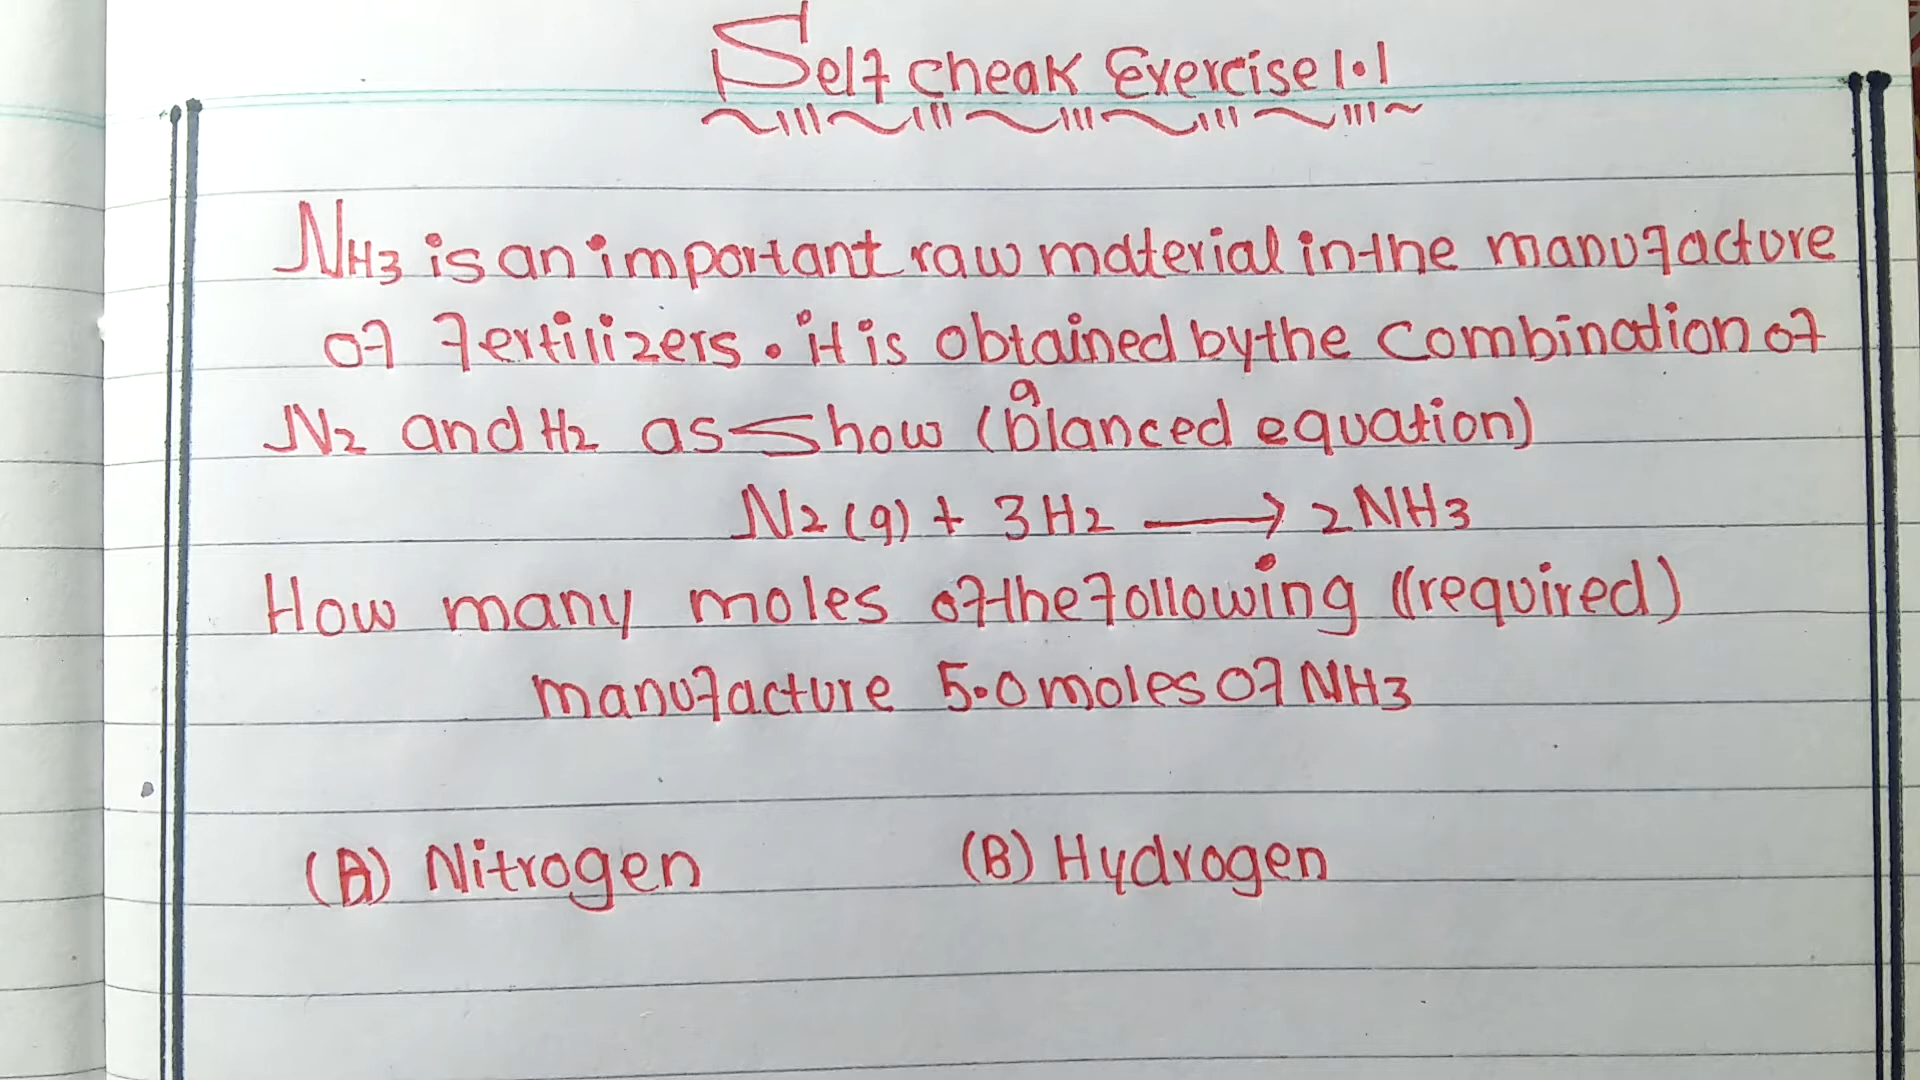 Self cheak Exercise 1.1
NH3 is an important raw material in the manufacture
of fertilizers. it is obtained by the combination of
N2 and H2 as show (balanced equation)
N2(g) + 3H2 ⟶ 2NH3
How many moles of the following ((required)
manufacture 5.0 moles of NH3
(A) Nitrogen (B) Hydrogen